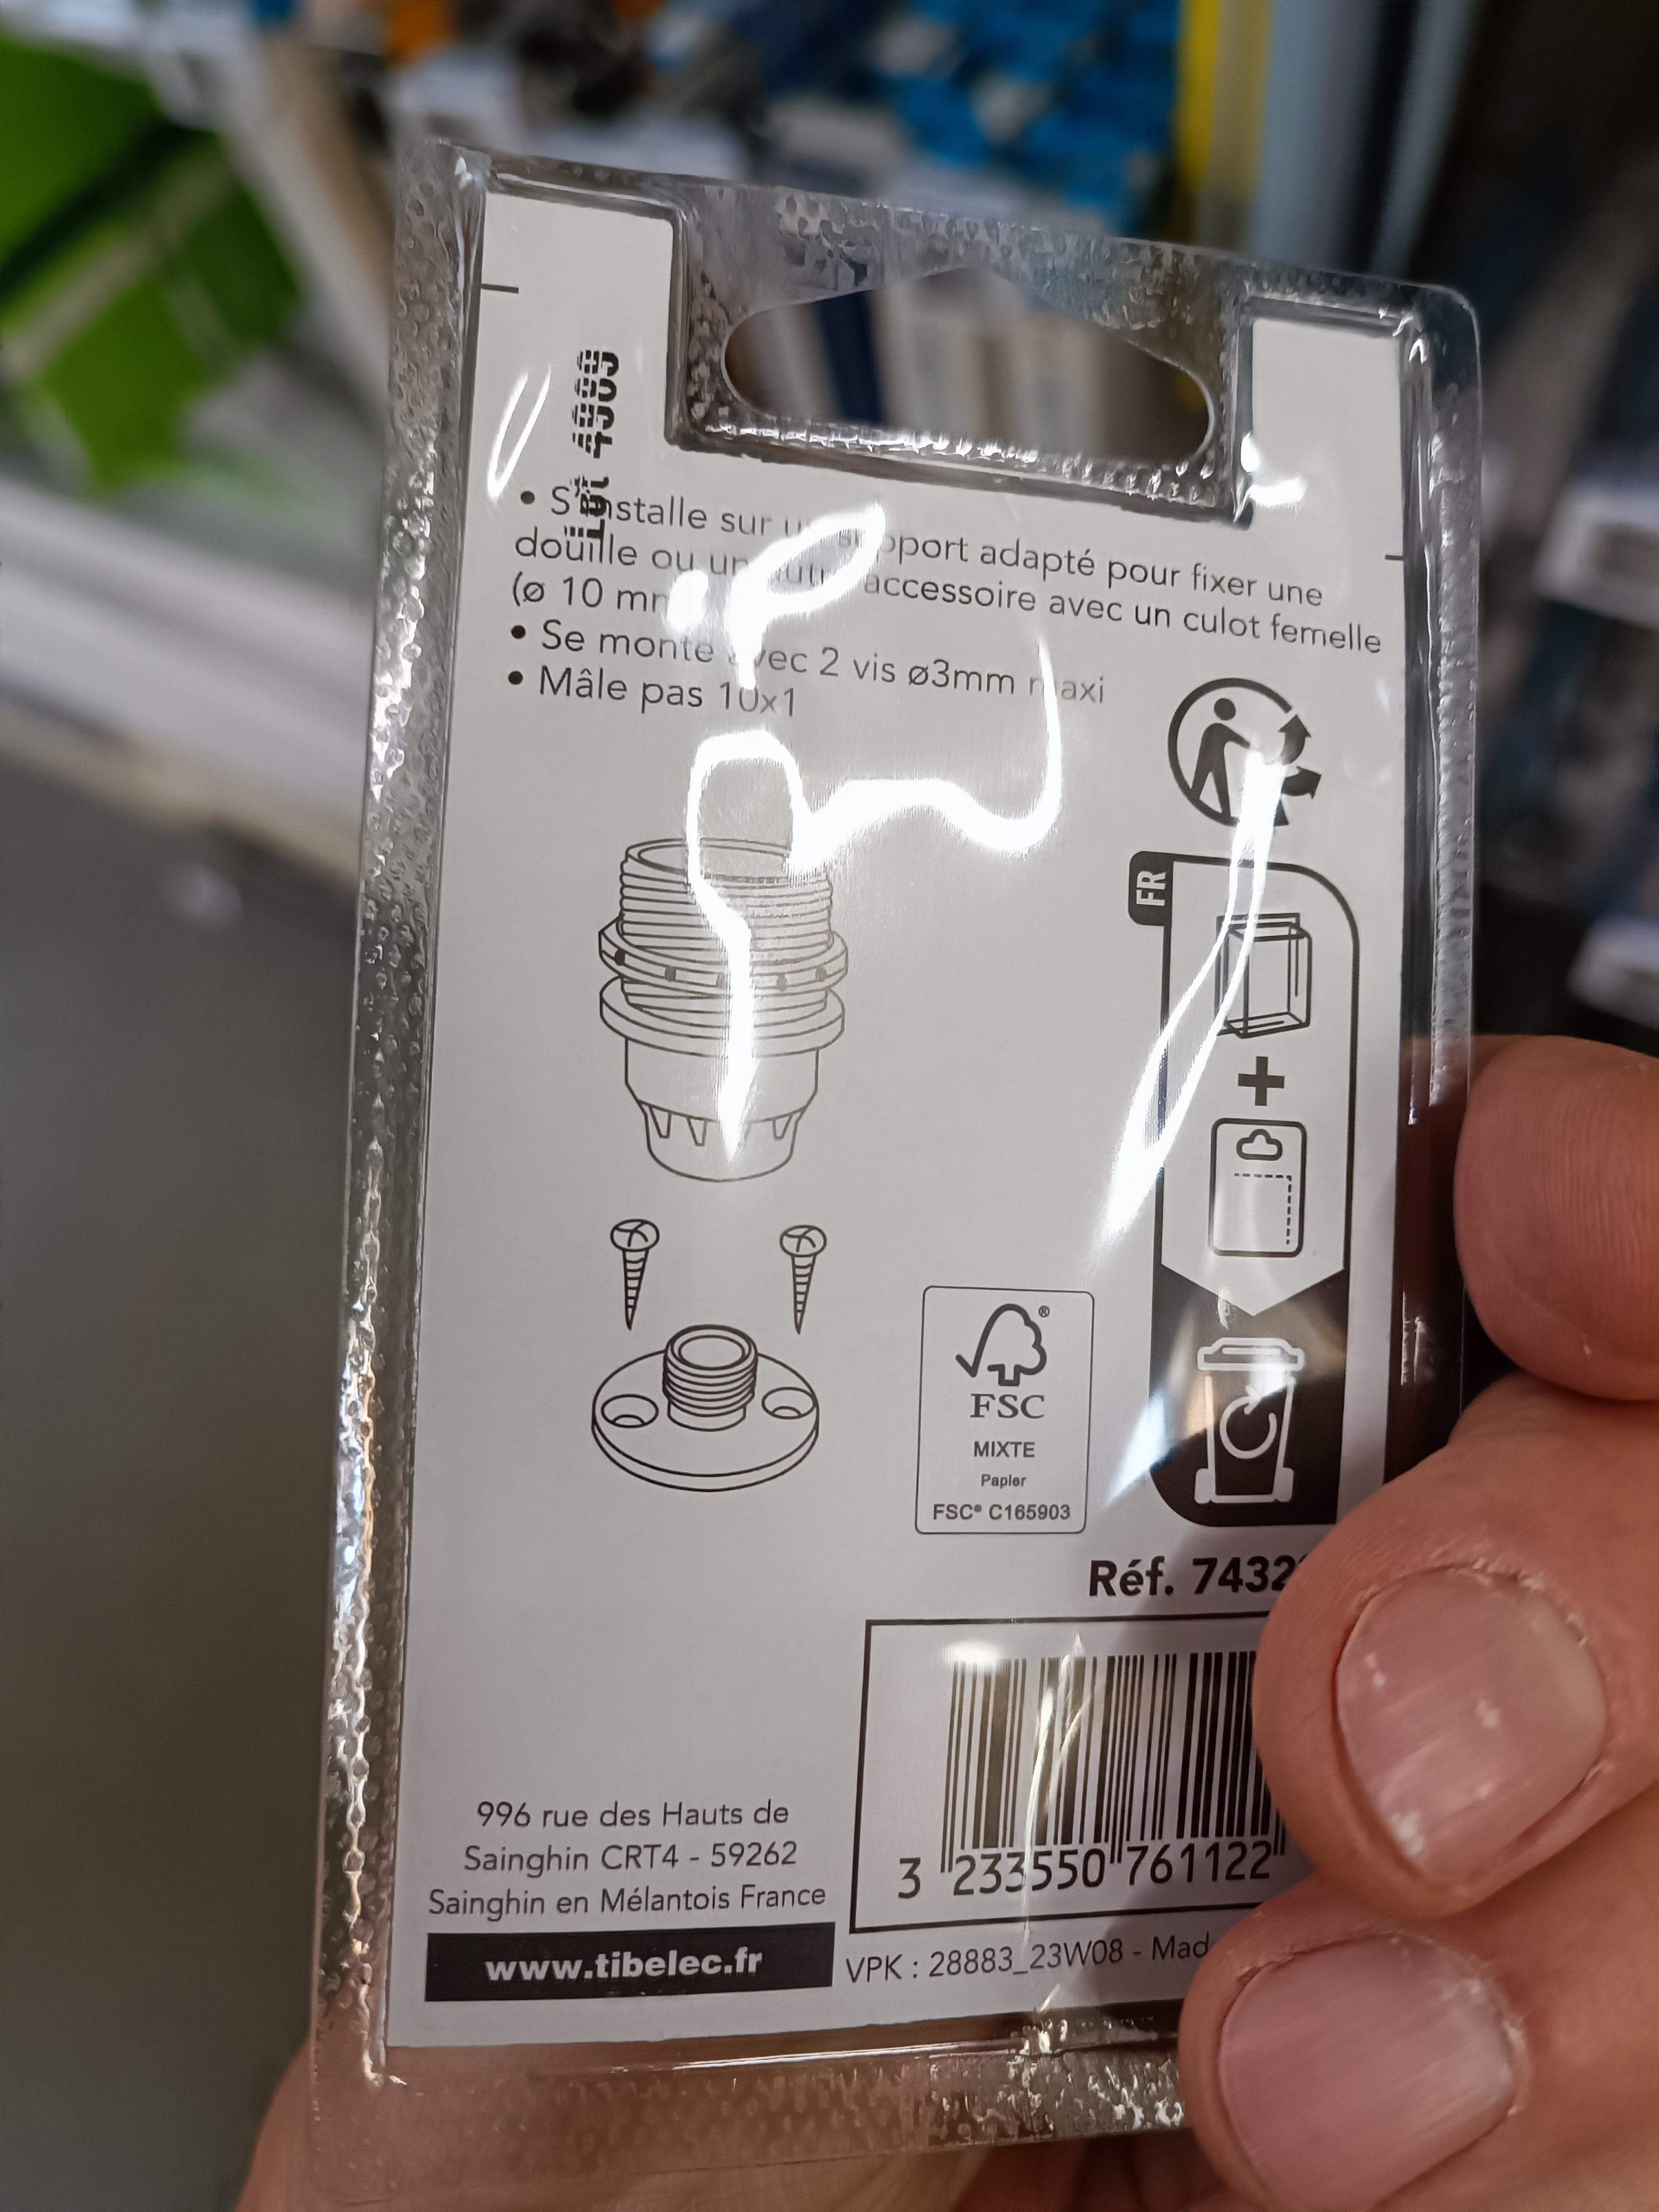 Lot 4909
• S'installe sur un support adapté pour fixer une
douille ou un autre accessoire avec un culot femelle
(ø 10 mm
• Se monte avec 2 vis ø3mm maxi
• Mâle pas 10x1
FR
FSC®
MIXTE
Papier
FSC® C165903
Réf. 7432
3 233550 761122
996 rue des Hauts de
Sainghin CRT4 - 59262
Sainghin en Mélantois France
www.tibelec.fr
VPK : 28883_23W08 - Mad